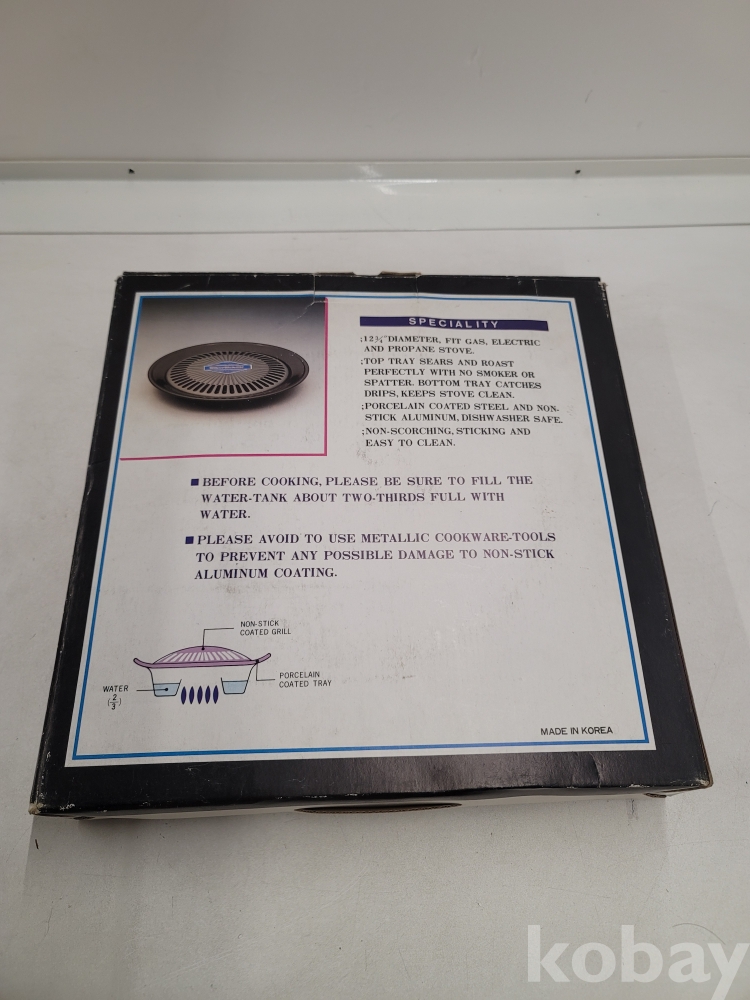 SPECIALITY
;12¾"DIAMETER, FIT GAS, ELECTRIC
AND PROPANE STOVE.
;TOP TRAY SEARS AND ROAST
PERFECTLY WITH NO SMOKER OR
SPATTER. BOTTOM TRAY CATCHES
DRIPS, KEEPS STOVE CLEAN.
;PORCELAIN COATED STEEL AND NON-
STICK ALUMINUM, DISHWASHER SAFE.
;NON-SCORCHING, STICKING AND
EASY TO CLEAN.
■ BEFORE COOKING, PLEASE BE SURE TO FILL THE
WATER-TANK ABOUT TWO-THIRDS FULL WITH
WATER.
■ PLEASE AVOID TO USE METALLIC COOKWARE-TOOLS
TO PREVENT ANY POSSIBLE DAMAGE TO NON-STICK
ALUMINUM COATING.
NON-STICK
COATED GRILL
PORCELAIN
COATED TRAY
WATER
(2/3)
MADE IN KOREA
kobay